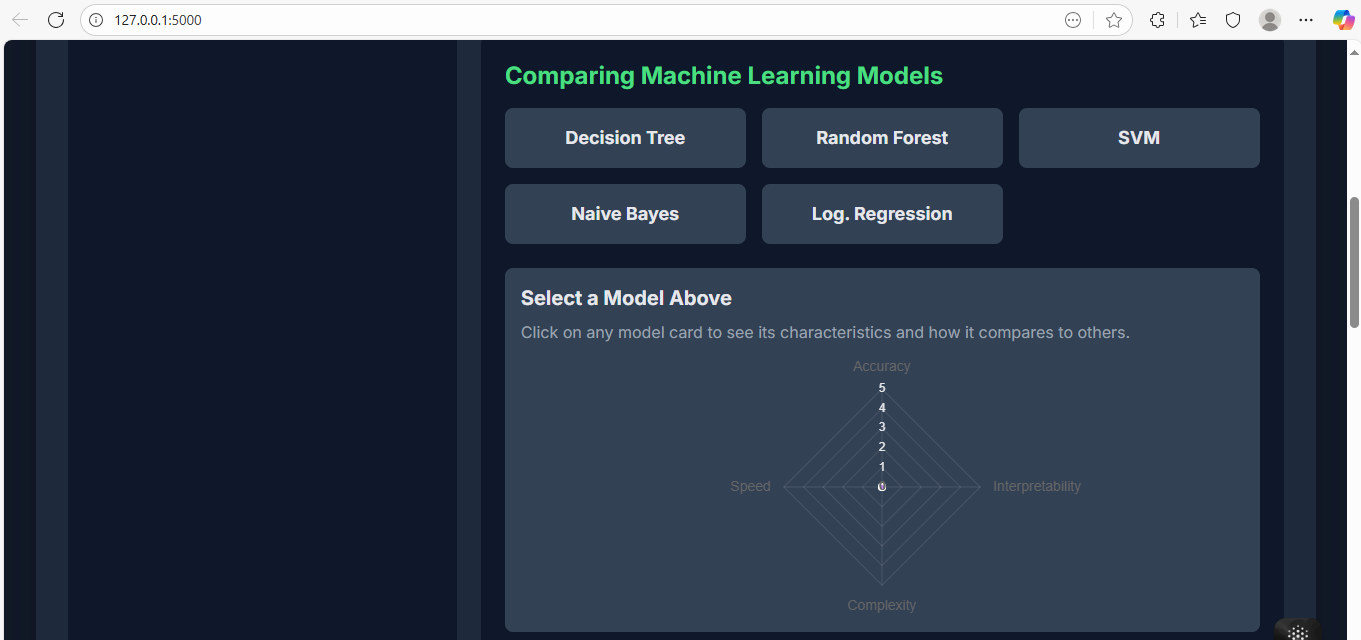 127.0.0.1:5000
Comparing Machine Learning Models
Decision Tree
Random Forest
SVM
Naive Bayes
Log. Regression
Select a Model Above
Click on any model card to see its characteristics and how it compares to others.
Accuracy
5
4
3
2
1
0
Speed
Interpretability
Complexity